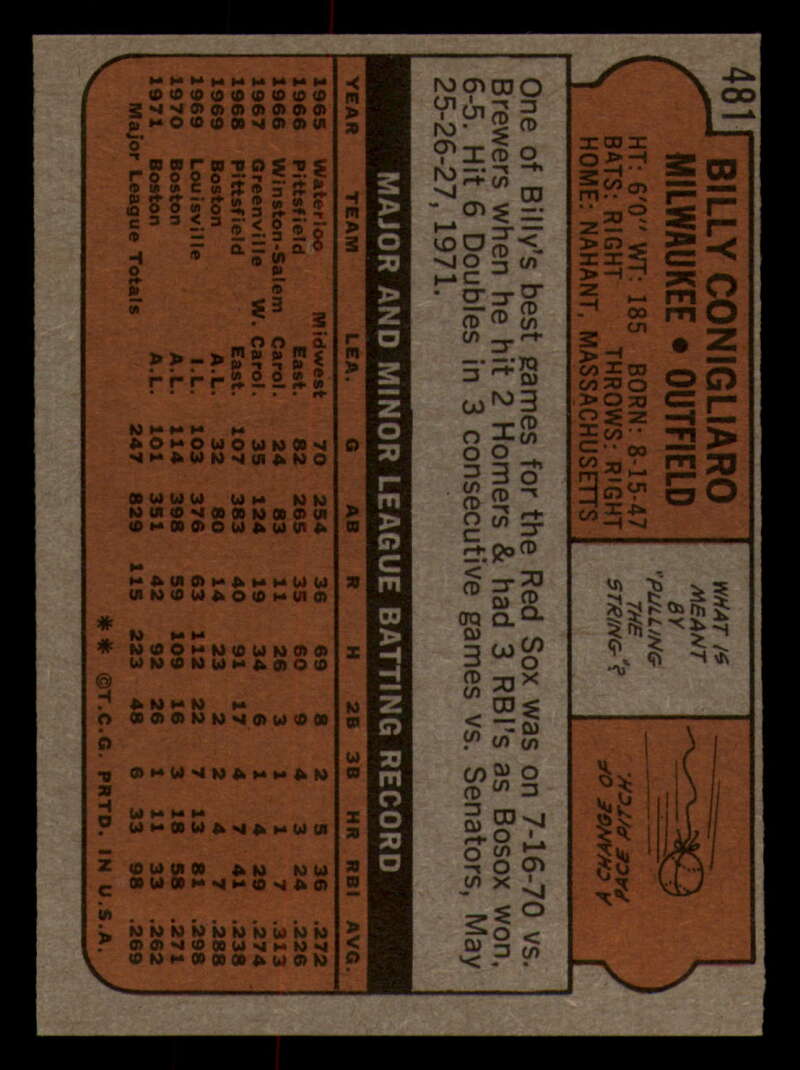 481
BILLY CONIGLIARO
MILWAUKEE • OUTFIELD
HT: 6'0" WT: 185 BORN: 8-15-47
BATS: RIGHT THROWS: RIGHT
HOME: NAHANT, MASSACHUSETTS
WHAT IS
MEANT
BY
"PULLING
THE
STRING"?
A CHANGE OF
PACE PITCH.
One of Billy's best games for the Red Sox was on 7-16-70 vs.
Brewers when he hit 2 Homers & had 3 RBI's as Bosox won,
6-5. Hit 6 Doubles in 3 consecutive games vs. Senators, May
25-26-27, 1971.
MAJOR AND MINOR LEAGUE BATTING RECORD
YEAR TEAM LEA. G AB R H 2B 3B HR RBI AVG.
1965 Waterloo Midwest 70 254 36 69 8 2 5 36 .272
1966 Pittsfield East. 82 265 35 60 9 4 3 24 .226
1966 Winston-Salem Carol. 24 83 11 26 3 1 1 7 .313
1967 Greenville W. Carol. 35 124 19 34 6 1 4 29 .274
1968 Pittsfield East. 107 383 40 91 17 4 7 41 .238
1969 Boston A.L. 32 80 14 23 2 2 4 7 .288
1969 Louisville I.L. 103 376 63 112 22 7 13 81 .298
1970 Boston A.L. 114 398 59 109 16 3 18 58 .271
1971 Boston A.L. 101 351 42 92 26 1 11 33 .262
Major League Totals 247 829 115 223 48 6 33 98 .269
** ©T.C.G. PRTD. IN U.S.A.